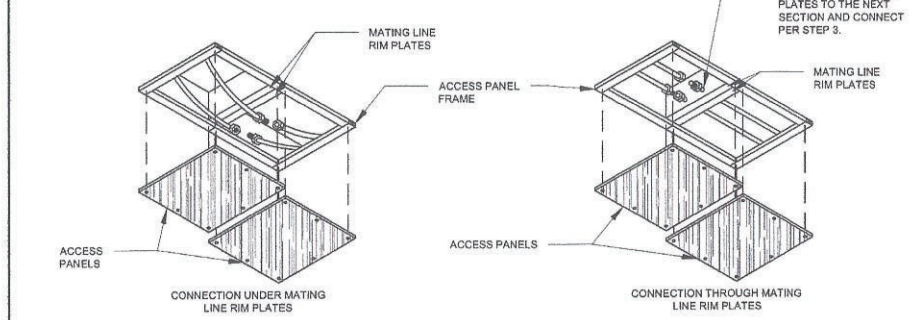 PLATES TO THE NEXT
SECTION AND CONNECT
PER STEP 3.
MATING LINE
RIM PLATES
ACCESS PANEL
FRAME
MATING LINE
RIM PLATES
ACCESS
PANELS
ACCESS PANELS
CONNECTION UNDER MATING
LINE RIM PLATES
CONNECTION THROUGH MATING
LINE RIM PLATES